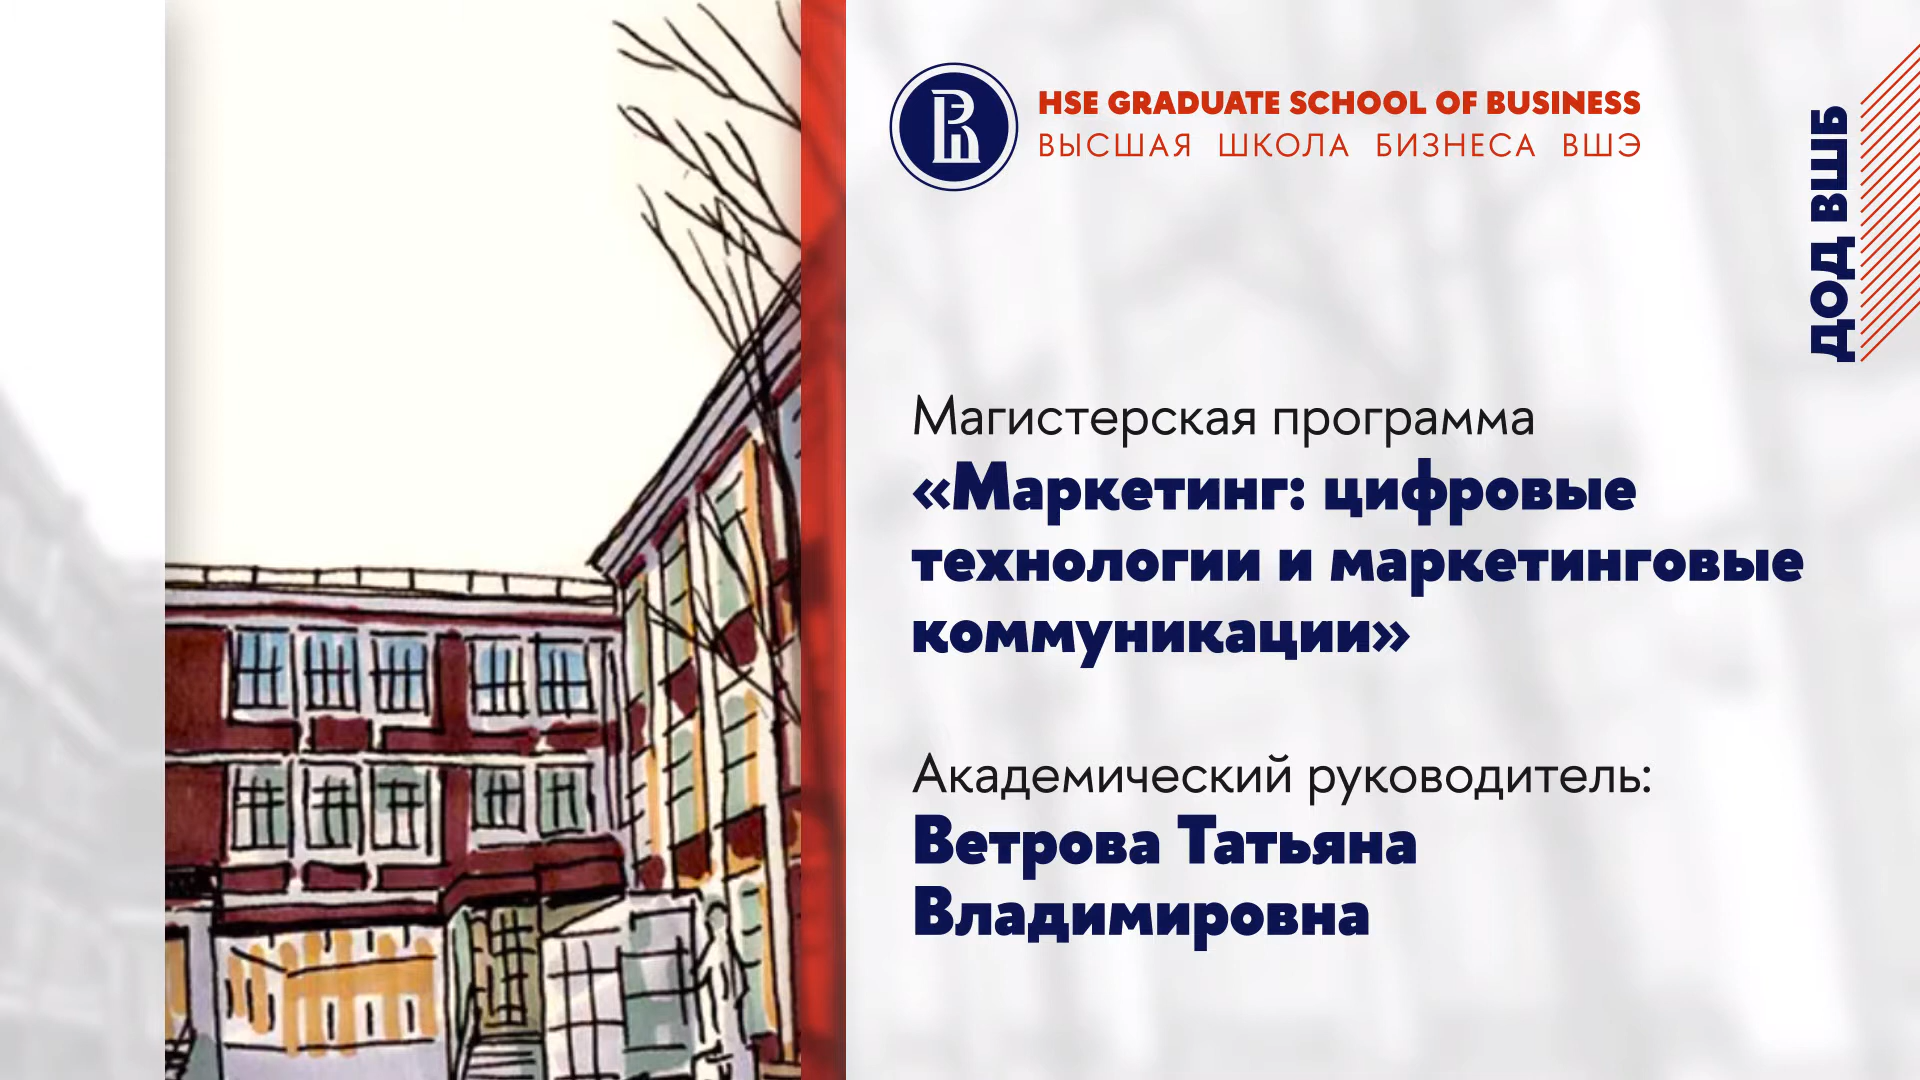 HSE GRADUATE SCHOOL OF BUSINESS
ВЫСШАЯ ШКОЛА БИЗНЕСА ВШЭ
ДОД ВШБ
Магистерская программа
«Маркетинг: цифровые
технологии и маркетинговые
коммуникации»
Академический руководитель:
Ветрова Татьяна
Владимировна